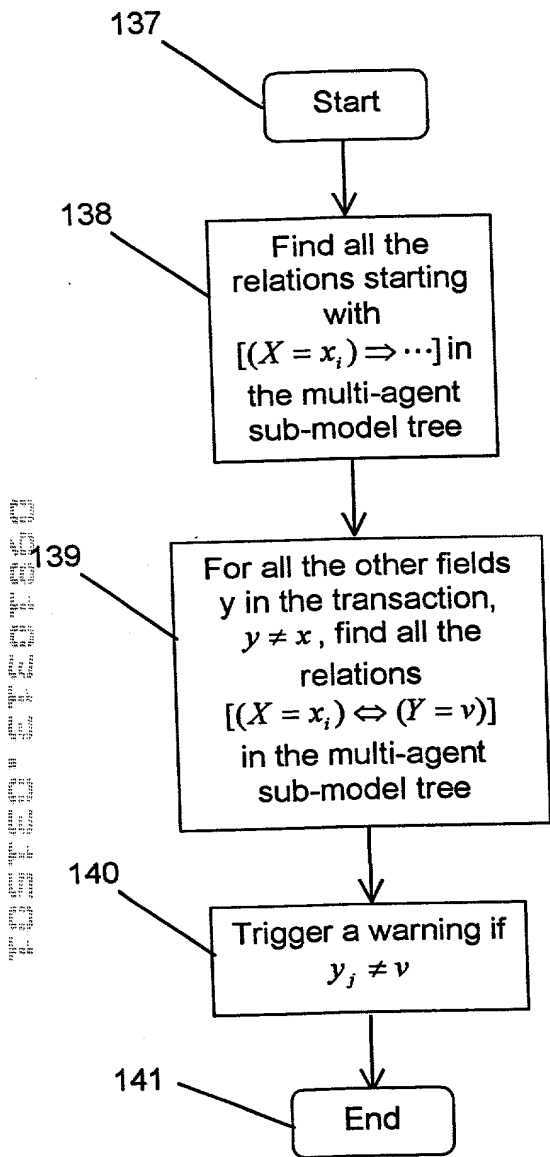 137
Start
138
Find all the
relations starting
with
[(X = x_i) ⇒ ⋯] in
the multi-agent
sub-model tree
139
For all the other fields
y in the transaction,
y ≠ x , find all the
relations
[(X = x_i) ⇔ (Y = v)]
in the multi-agent
sub-model tree
140
Trigger a warning if
y_j ≠ v
141
End